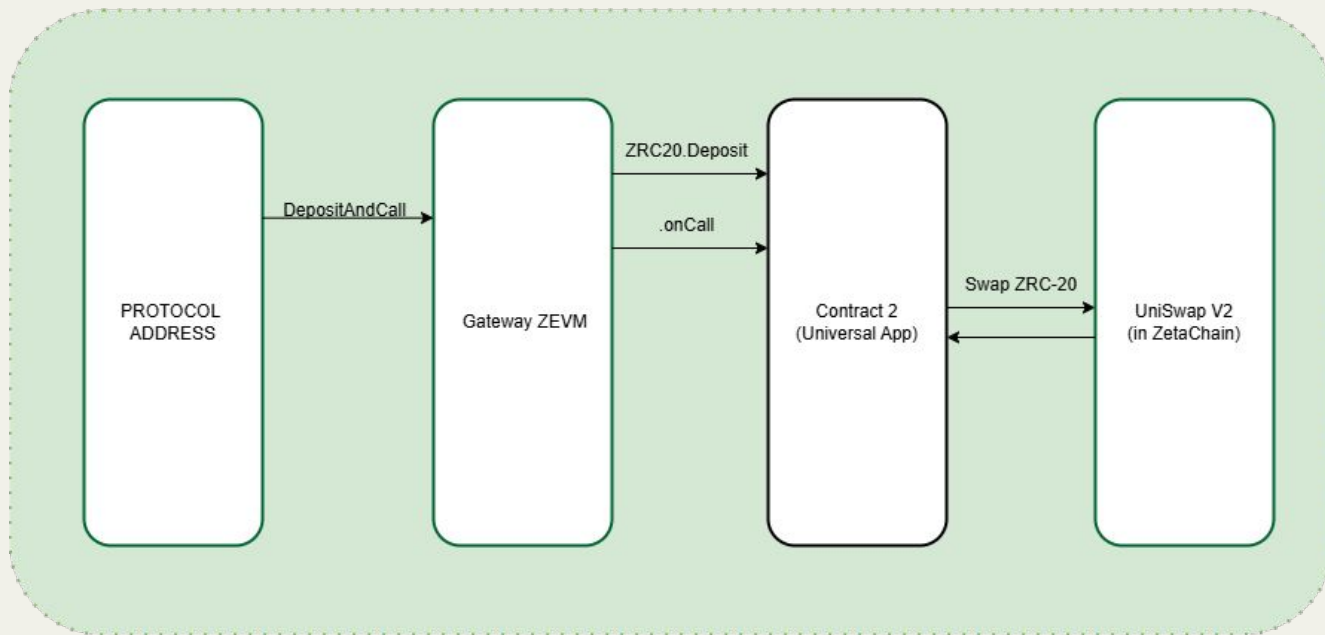 ZRC20.Deposit
DepositAndCall
.onCall
Swap ZRC-20
PROTOCOL
ADDRESS
Gateway ZEVM
Contract 2
(Universal App)
UniSwap V2
(in ZetaChain)